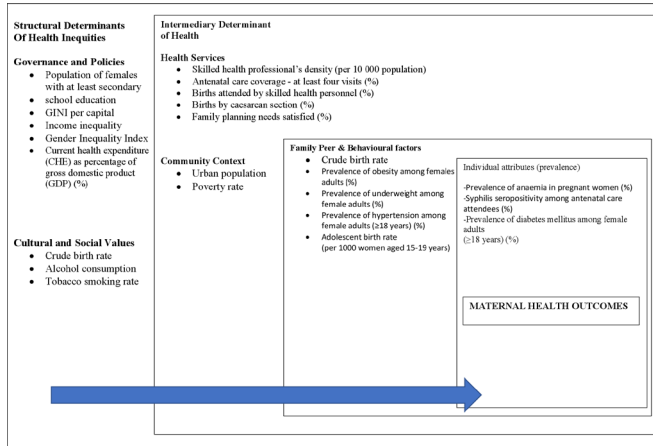 Structural Determinants
Of Health Inequities
Governance and Policies
• Population of females
with at least secondary
• school education
• GINI per capital
• Income inequality
• Gender Inequality Index
• Current health expenditure
(CHE) as percentage of
gross domestic product
(GDP) (%)
Cultural and Social Values
• Crude birth rate
• Alcohol consumption
• Tobacco smoking rate
Intermediary Determinant
of Health
Health Services
• Skilled health professional's density (per 10 000 population)
• Antenatal care coverage - at least four visits (%)
• Births attended by skilled health personnel (%)
• Births by caesarean section (%)
• Family planning needs satisfied (%)
Community Context
• Urban population
• Poverty rate
Family Peer & Behavioural factors
• Crude birth rate
• Prevalence of obesity among females
adults (%)
• Prevalence of underweight among
female adults (%)
• Prevalence of hypertension among
female adults (≥18 years) (%)
• Adolescent birth rate
(per 1000 women aged 15-19 years)
Individual attributes (prevalence)
-Prevalence of anaemia in pregnant women (%)
-Syphilis seropositivity among antenatal care
attendees (%)
-Prevalence of diabetes mellitus among female
adults
(≥18 years) (%)
MATERNAL HEALTH OUTCOMES